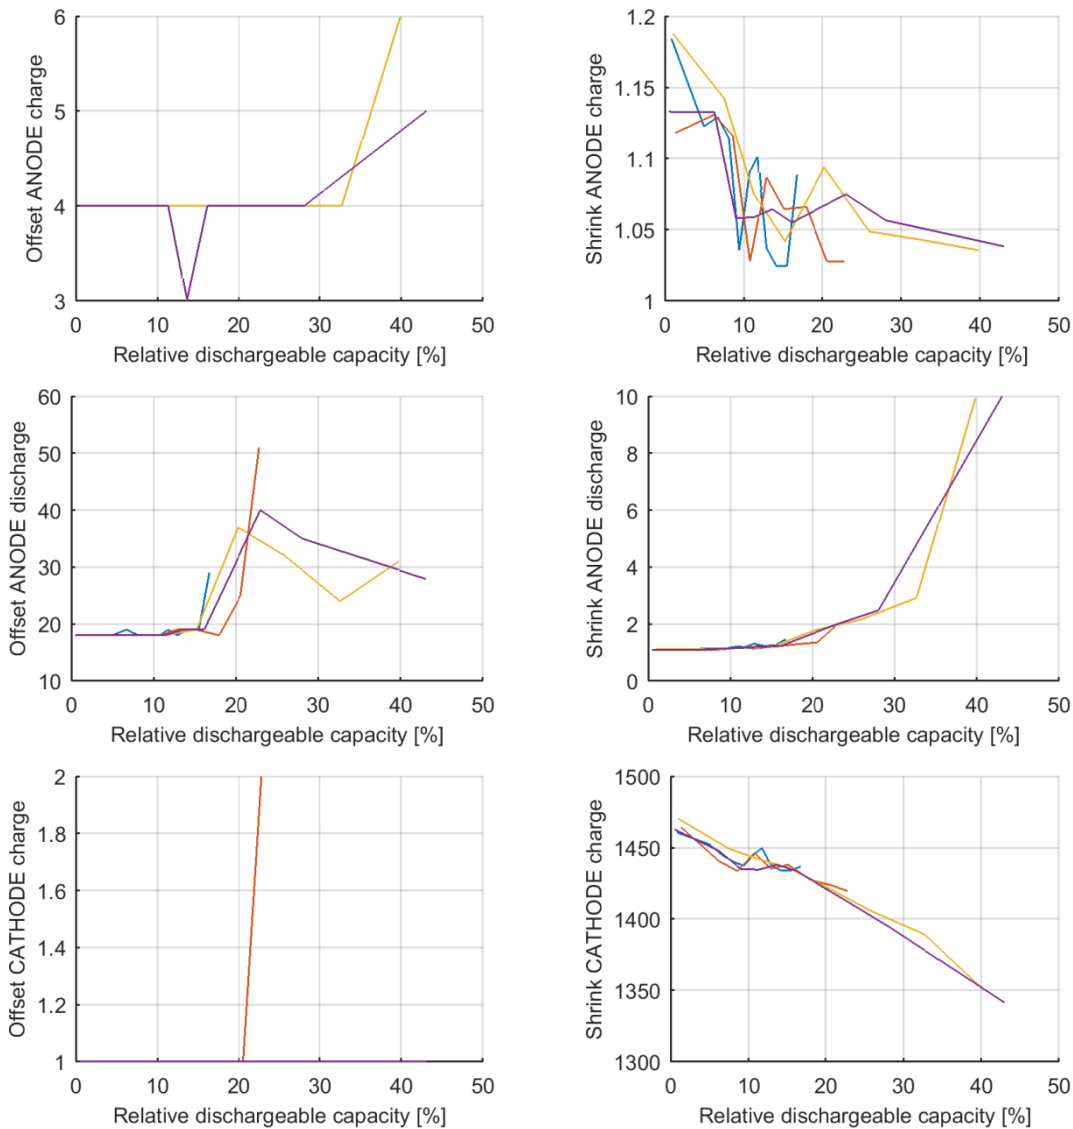 6
5
4
3
Offset ANODE charge
0 10 20 30 40 50
Relative dischargeable capacity [%]
1.2
1.15
1.10
1.05
1
Shrink ANODE charge
0 10 20 30 40 50
Relative dischargeable capacity [%]
60
50
40
30
20
10
Offset ANODE discharge
0 10 20 30 40 50
Relative dischargeable capacity [%]
10
8
6
4
2
0
Shrink ANODE discharge
0 10 20 30 40 50
Relative dischargeable capacity [%]
2
1.8
1.6
1.4
1.2
1
Offset CATHODE charge
0 10 20 30 40 50
Relative dischargeable capacity [%]
1500
1450
1400
1350
1300
Shrink CATHODE charge
0 10 20 30 40 50
Relative dischargeable capacity [%]